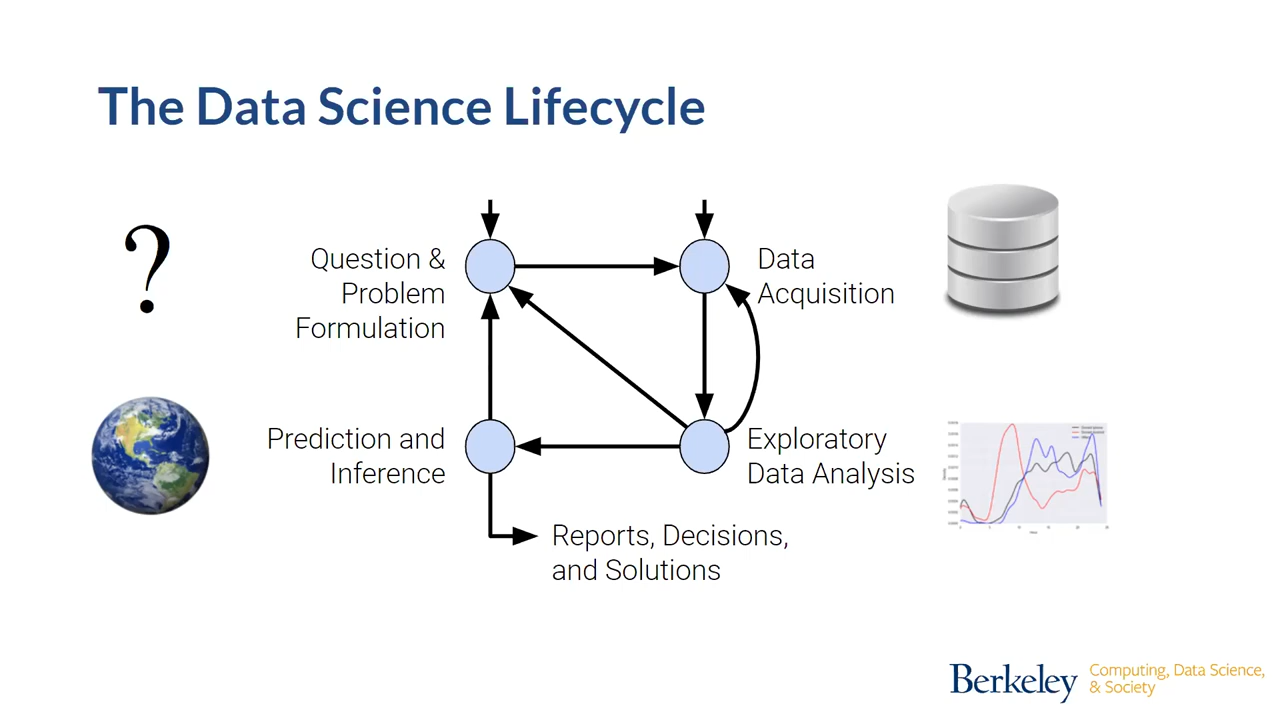 The Data Science Lifecycle
?
Question &
Problem
Formulation
Data
Acquisition
Prediction and
Inference
Exploratory
Data Analysis
Reports, Decisions,
and Solutions
Berkeley
Computing, Data Science,
& Society